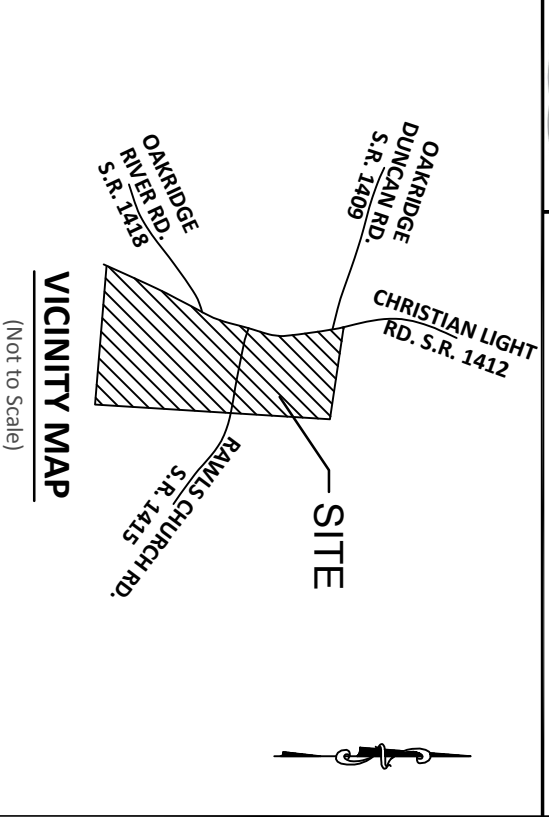 OAKRIDGE
DUNCAN RD.
S.R. 1409
CHRISTIAN LIGHT
RD. S.R. 1412
OAKRIDGE
RIVER RD.
S.R. 1418
SITE
RAWLS CHURCH RD.
S.R. 1415
VICINITY MAP
(Not to Scale)